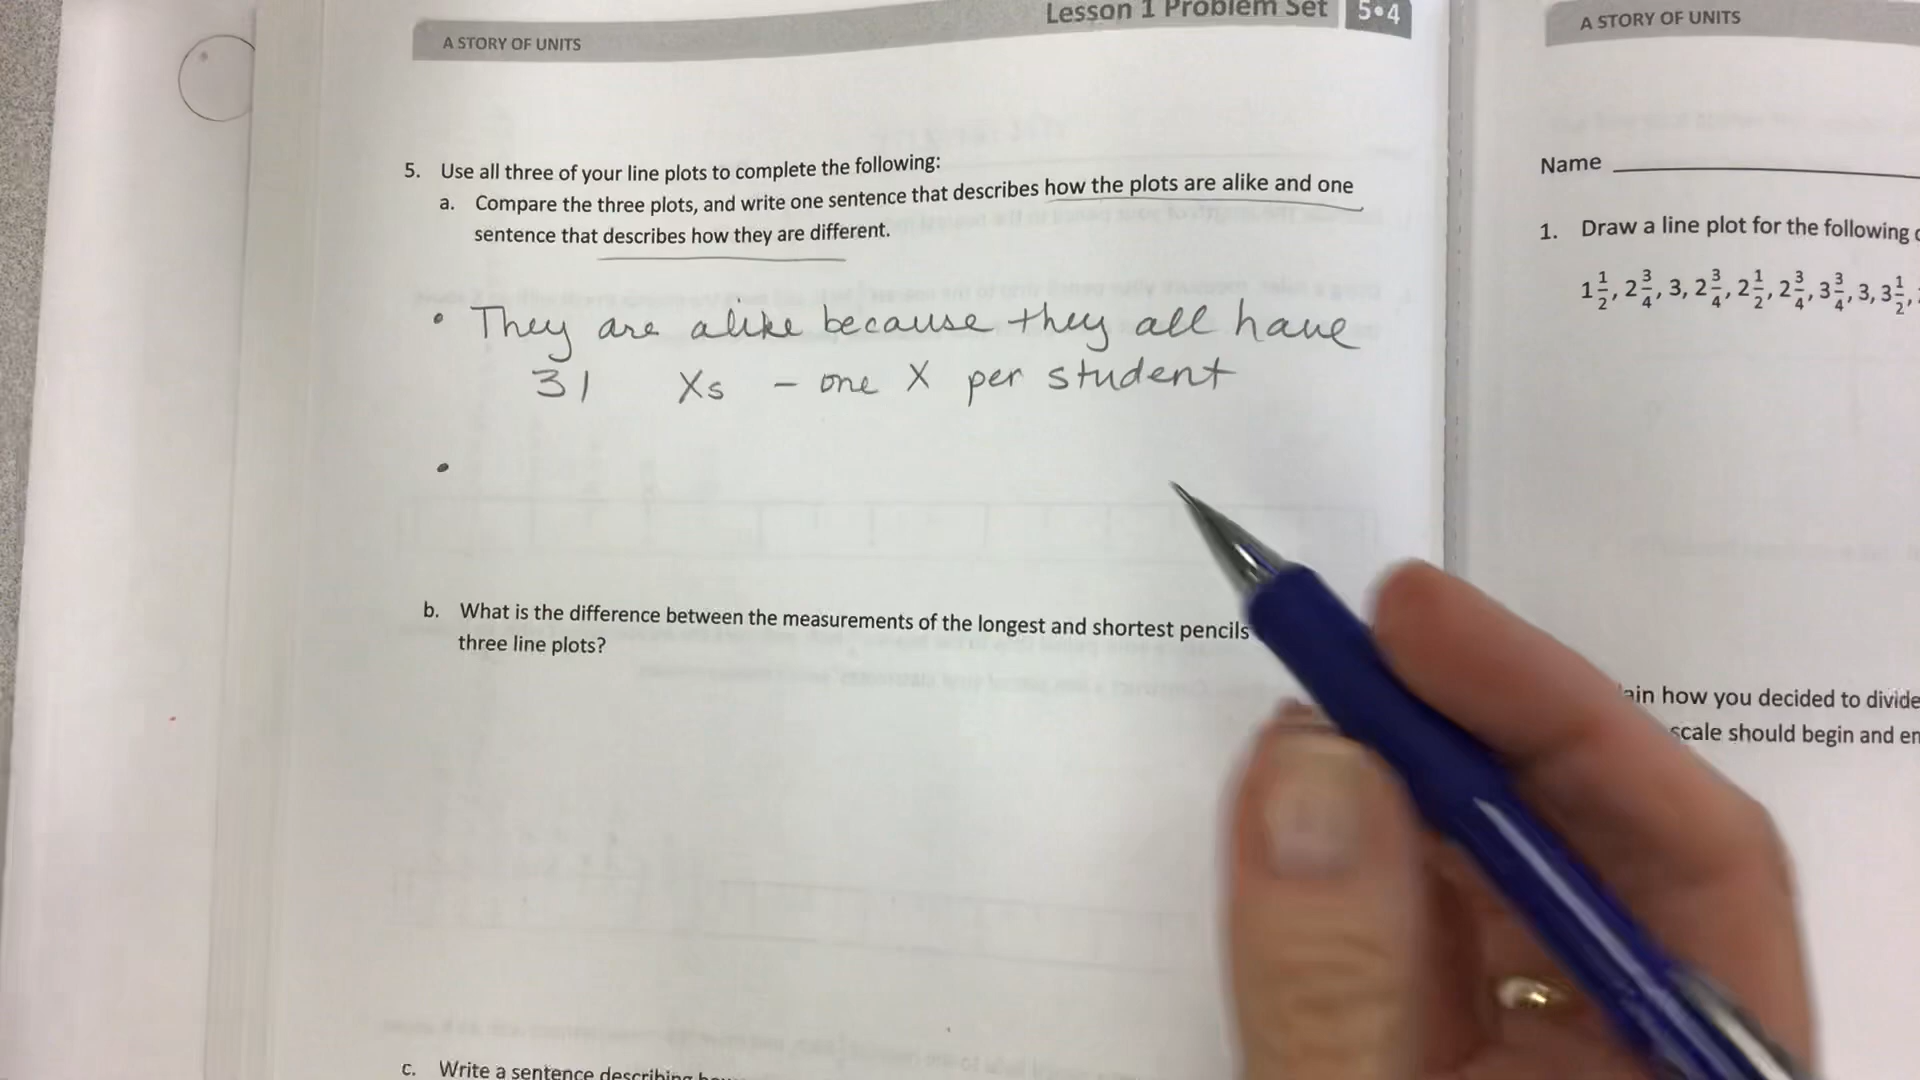 Lesson 1 Problem Set 5•4
A STORY OF UNITS
5. Use all three of your line plots to complete the following:
a. Compare the three plots, and write one sentence that describes how the plots are alike and one
sentence that describes how they are different.
• They are alike because they all have
31 Xs – one X per student
•
b. What is the difference between the measurements of the longest and shortest pencils
three line plots?
c. Write a sentence describing
A STORY OF UNITS
Name
1. Draw a line plot for the following
1 1/2, 2 3/4, 3, 2 3/4, 2 1/2, 2 3/4, 3 3/4, 3, 3 1/2,
how you decided to divide
scale should begin and